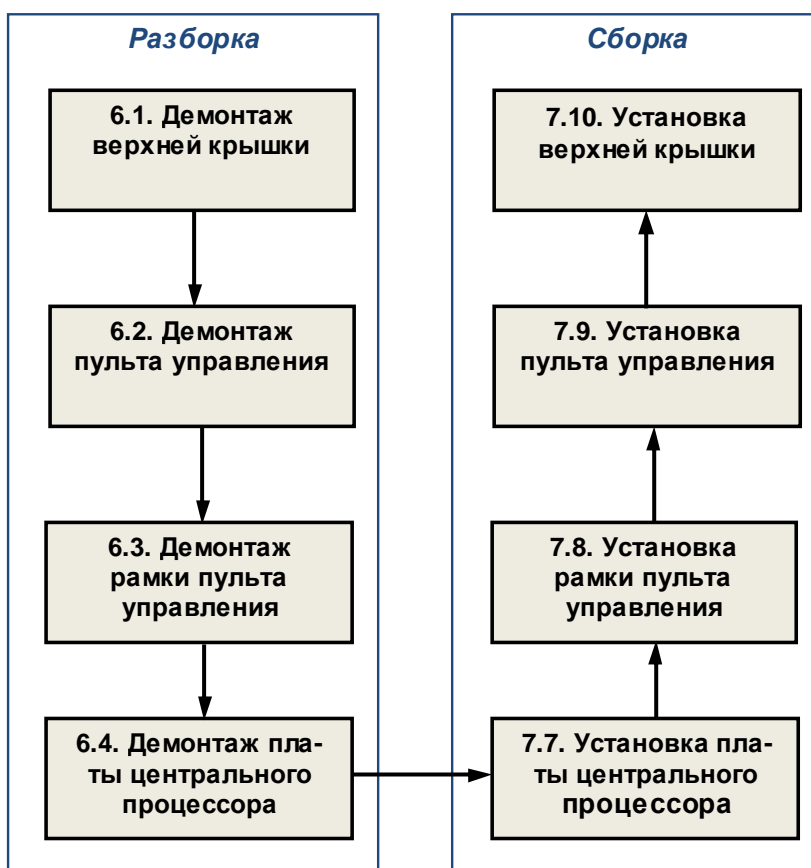 Разборка
6.1. Демонтаж
верхней крышки
6.2. Демонтаж
пульта управления
6.3. Демонтаж
рамки пульта
управления
6.4. Демонтаж пла-
ты центрального
процессора
Сборка
7.10. Установка
верхней крышки
7.9. Установка
пульта управления
7.8. Установка
рамки пульта
управления
7.7. Установка пла-
ты центрального
процессора